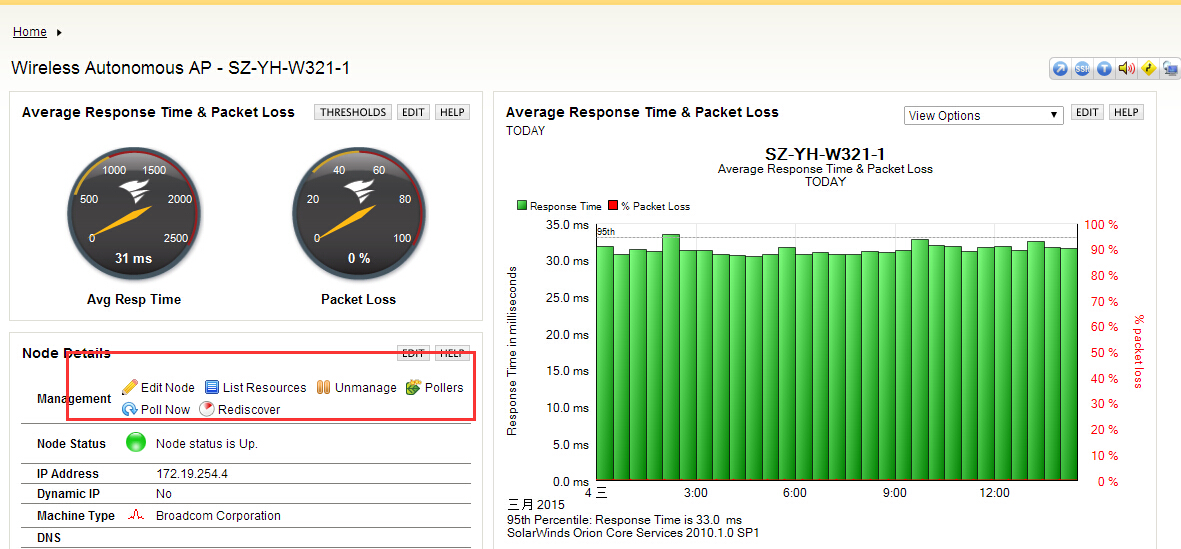 Home
Wireless Autonomous AP - SZ-YH-W321-1
SSH T
Average Response Time & Packet Loss THRESHOLDS EDIT HELP
0 500 1000 1500 2000 2500
31 ms
Avg Resp Time
0 20 40 60 80 100
0 %
Packet Loss
Node Details EDIT HELP
Management
Edit Node List Resources Unmanage Pollers
Poll Now Rediscover
Node Status Node status is Up.
IP Address 172.19.254.4
Dynamic IP No
Machine Type Broadcom Corporation
DNS
Average Response Time & Packet Loss View Options EDIT HELP
TODAY
SZ-YH-W321-1
Average Response Time & Packet Loss
TODAY
Response Time % Packet Loss
95th
Response Time in milliseconds
35.0 ms
30.0 ms
25.0 ms
20.0 ms
15.0 ms
10.0 ms
5.0 ms
0.0 ms
100 %
90 %
80 %
70 %
60 %
50 %
40 %
30 %
20 %
10 %
0 %
% packet loss
4 三 3:00 6:00 9:00 12:00
三月 2015
95th Percentile: Response Time is 33.0 ms
SolarWinds Orion Core Services 2010.1.0 SP1